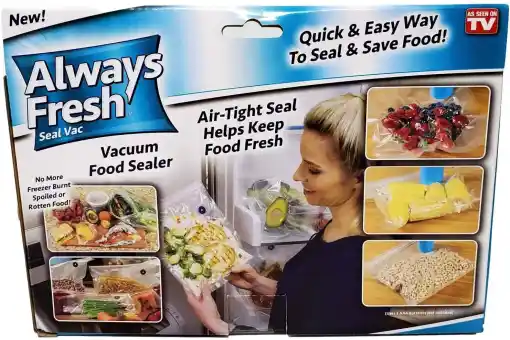 New!
Always
Fresh
Seal Vac
Quick & Easy Way
To Seal & Save Food!
AS SEEN ON
TV
Vacuum
Food Sealer
Air-Tight Seal
Helps Keep
Food Fresh
No More
Freezer Burnt
Spoiled or
Rotten Food!